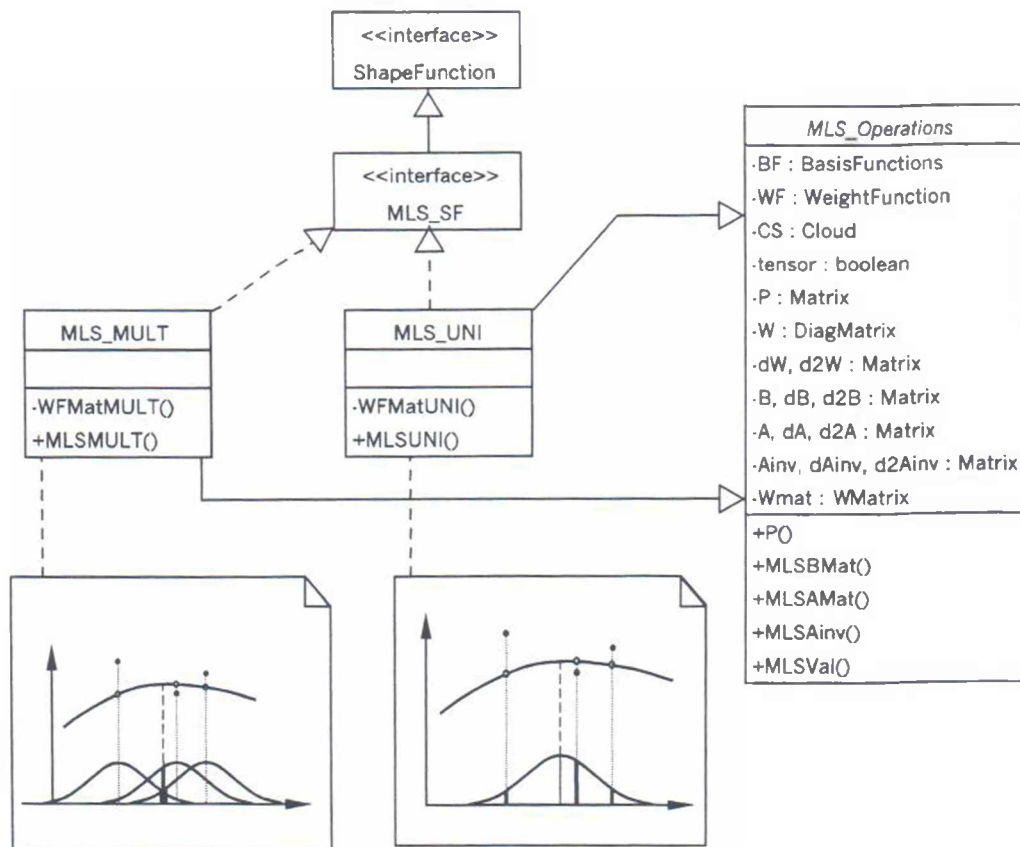 <<interface>>
ShapeFunction
<<interface>>
MLS_SF
MLS_MULT
-WFMatMULT()
+MLSMULT()
MLS_UNI
-WFMatUNI()
+MLSUNI()
MLS_Operations
-BF : BasisFunctions
-WF : WeightFunction
-CS : Cloud
-tensor : boolean
-P : Matrix
-W : DiagMatrix
-dW, d2W : Matrix
-B, dB, d2B : Matrix
-A, dA, d2A : Matrix
-Ainv, dAinv, d2Ainv : Matrix
-Wmat : WMatrix
+P()
+MLSBMat()
+MLSAMat()
+MLSAinv()
+MLSVal()